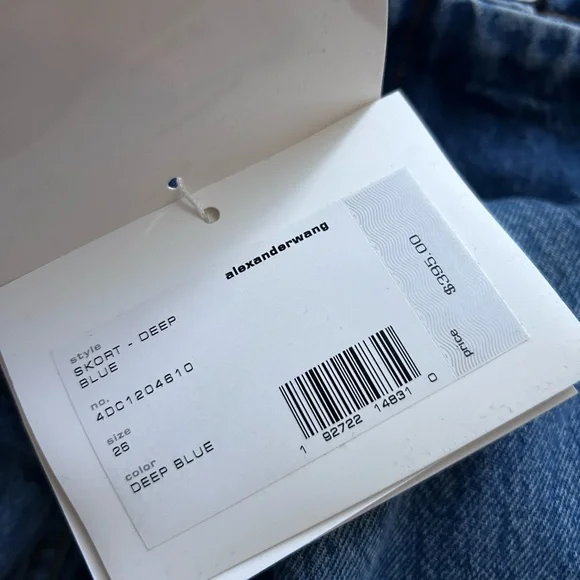 alexanderwang
style
SKORT - DEEP
BLUE
no.
4DC1204610
size
26
color
DEEP BLUE
1 92722 14831 0
price
$395.00